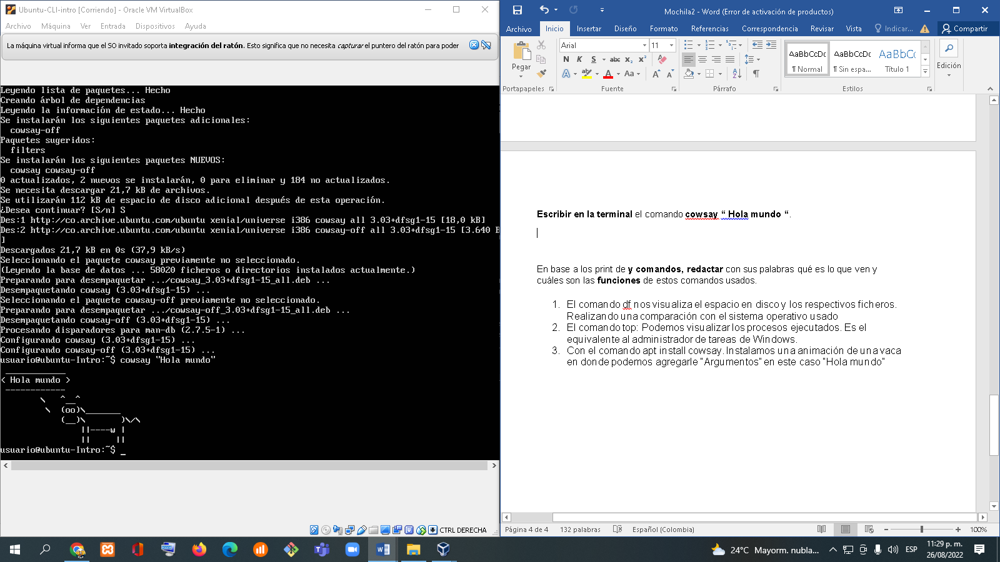 Ubuntu-CLI-intro [Corriendo] - Oracle VM VirtualBox
Archivo Máquina Ver Entrada Dispositivos Ayuda
La máquina virtual informa que el SO invitado soporta integración del ratón. Esto significa que no necesita capturar el puntero del ratón para poder
Leyendo lista de paquetes... Hecho
Creando árbol de dependencias
Leyendo la información de estado... Hecho
Se instalarán los siguientes paquetes adicionales:
cowsay-off
Paquetes sugeridos:
filters
Se instalarán los siguientes paquetes NUEVOS:
cowsay cowsay-off
0 actualizados, 2 nuevos se instalarán, 0 para eliminar y 184 no actualizados.
Se necesita descargar 21,7 kB de archivos.
Se utilizarán 112 kB de espacio de disco adicional después de esta operación.
¿Desea continuar? [S/n] S
Des:1 http://co.archive.ubuntu.com/ubuntu xenial/universe i386 cowsay all 3.03+dfsg1-15 [18,0 kB]
Des:2 http://co.archive.ubuntu.com/ubuntu xenial/universe i386 cowsay-off all 3.03+dfsg1-15 [3.640 B
]
Descargados 21,7 kB en 0s (37,9 kB/s)
Seleccionando el paquete cowsay previamente no seleccionado.
(Leyendo la base de datos ... 58020 ficheros o directorios instalados actualmente.)
Preparando para desempaquetar .../cowsay_3.03+dfsg1-15_all.deb ...
Desempaquetando cowsay (3.03+dfsg1-15) ...
Seleccionando el paquete cowsay-off previamente no seleccionado.
Preparando para desempaquetar .../cowsay-off_3.03+dfsg1-15_all.deb ...
Desempaquetando cowsay-off (3.03+dfsg1-15) ...
Procesando disparadores para man-db (2.7.5-1) ...
Configurando cowsay (3.03+dfsg1-15) ...
Configurando cowsay-off (3.03+dfsg1-15) ...
usuario@ubuntu-Intro:~$ cowsay "Hola mundo"
 ____________
< Hola mundo >
 ------------
        \   ^__^
         \  (oo)\_______
            (__)\       )\/\
                ||----w |
                ||     ||
usuario@ubuntu-Intro:~$ _
CTRL DERECHA
Mochila2 - Word (Error de activación de productos)
Archivo Inicio Insertar Diseño Formato Referencias Correspondencia Revisar Vista Indicar... Compartir
Pegar
Portapapeles
Arial 11
N K S abc x₂ x²
A ab A Aa A A
Fuente
Párrafo
AaBbCcDc AaBbCcDc AaBbCc
¶ Normal ¶ Sin espa... Título 1
Estilos
Edición
Escribir en la terminal el comando cowsay “ Hola mundo “.
En base a los print de y comandos, redactar con sus palabras qué es lo que ven y
cuáles son las funciones de estos comandos usados.
1. El comando df nos visualiza el espacio en disco y los respectivos ficheros.
Realizando una comparación con el sistema operativo usado
2. El comando top: Podemos visualizar los procesos ejecutados. Es el
equivalente al administrador de tareas de Windows.
3. Con el comando apt install cowsay. Instalamos una animación de una vaca
en donde podemos agregarle “Argumentos” en este caso “Hola mundo”
Página 4 de 4 132 palabras Español (Colombia) 100%
24°C Mayorm. nubla... ESP 11:29 p. m.
26/08/2022